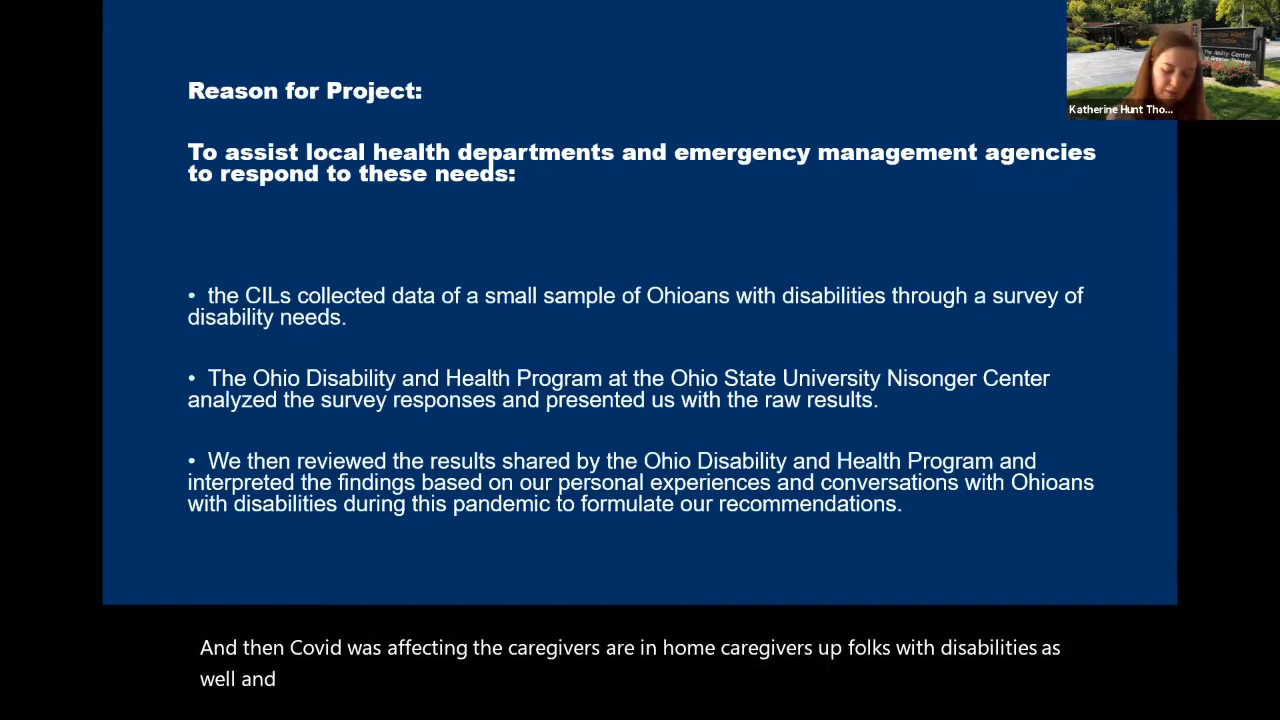 Reason for Project:
To assist local health departments and emergency management agencies
to respond to these needs:
• the CILs collected data of a small sample of Ohioans with disabilities through a survey of
disability needs.
• The Ohio Disability and Health Program at the Ohio State University Nisonger Center
analyzed the survey responses and presented us with the raw results.
• We then reviewed the results shared by the Ohio Disability and Health Program and
interpreted the findings based on our personal experiences and conversations with Ohioans
with disabilities during this pandemic to formulate our recommendations.
The Ability Center
Katherine Hunt Tho...
And then Covid was affecting the caregivers are in home caregivers up folks with disabilities as
well and